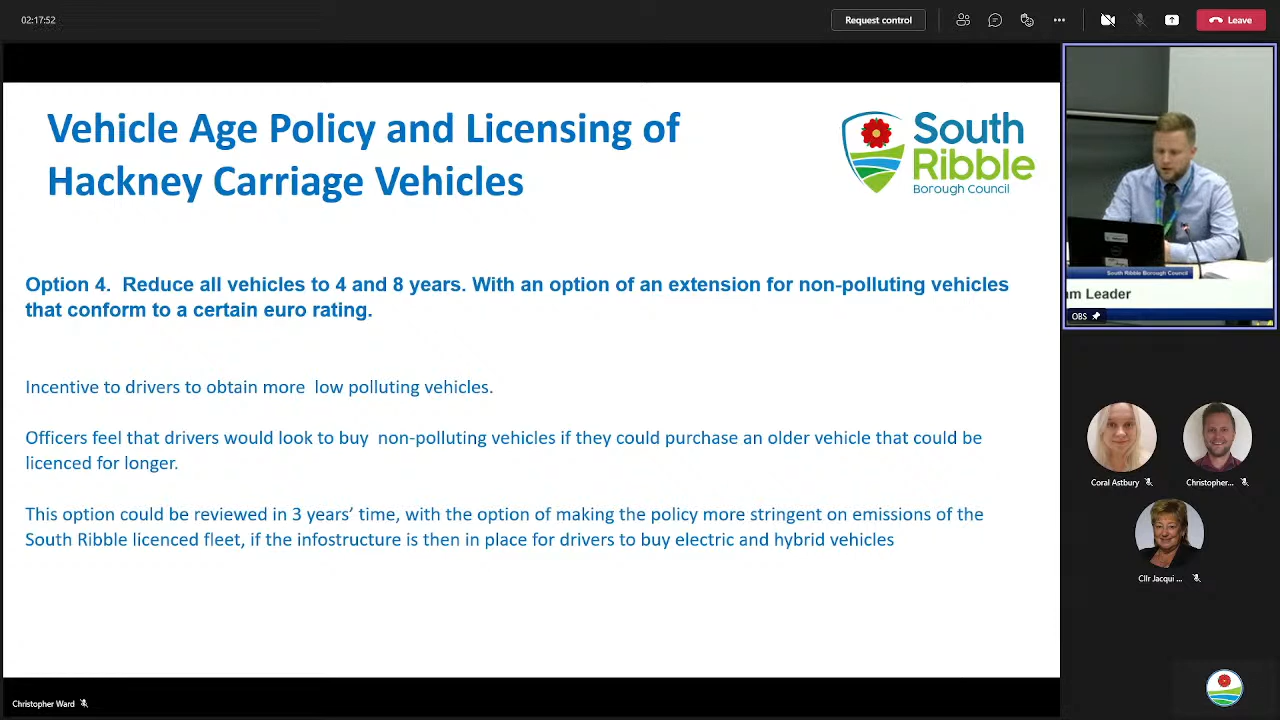 02:17:52
Request control
Leave
Vehicle Age Policy and Licensing of
Hackney Carriage Vehicles
South
Ribble
Borough Council
Option 4.  Reduce all vehicles to 4 and 8 years. With an option of an extension for non-polluting vehicles
that conform to a certain euro rating.
Incentive to drivers to obtain more  low polluting vehicles.
Officers feel that drivers would look to buy  non-polluting vehicles if they could purchase an older vehicle that could be
licenced for longer.
This option could be reviewed in 3 years’ time, with the option of making the policy more stringent on emissions of the
South Ribble licenced fleet, if the infostructure is then in place for drivers to buy electric and hybrid vehicles
South Ribble Borough Council
am Leader
OBS
Coral Astbury
Christopher...
Cllr Jacqui ...
Christopher Ward